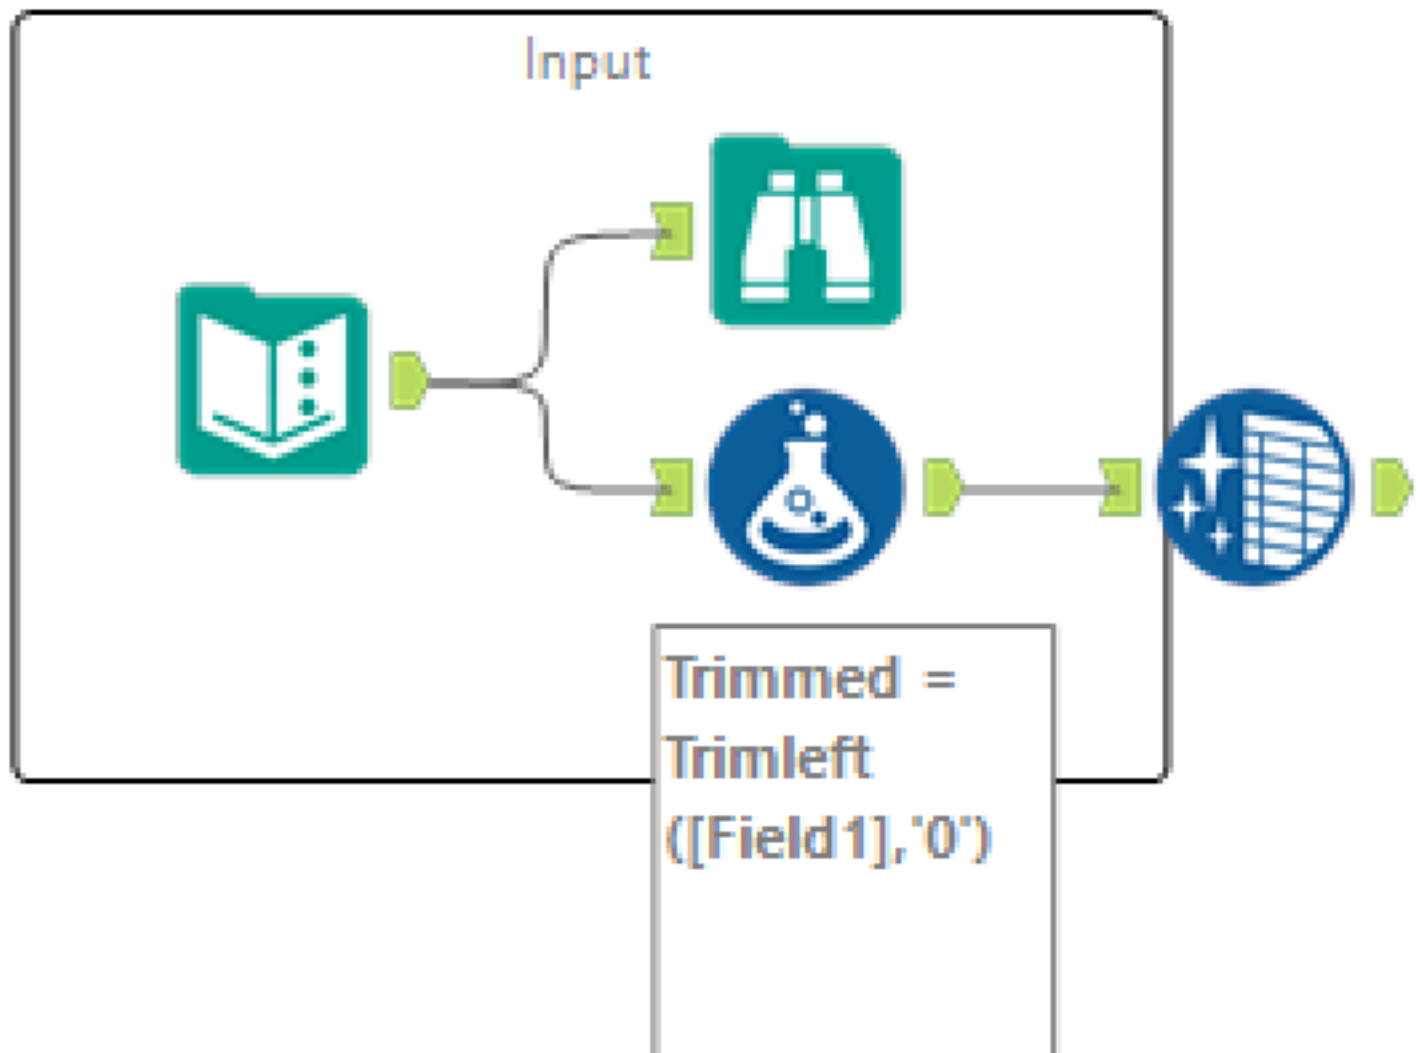 Input
Trimmed =
Trimleft
([Field1],'0')